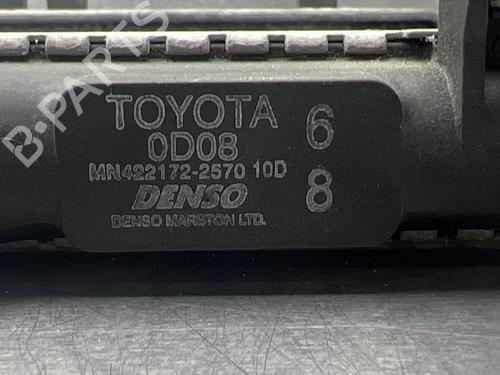 B-PARTS
TOYOTA 6
0D08
MN422172-2570 10D
DENSO 8
DENSO MARSTON LTD.